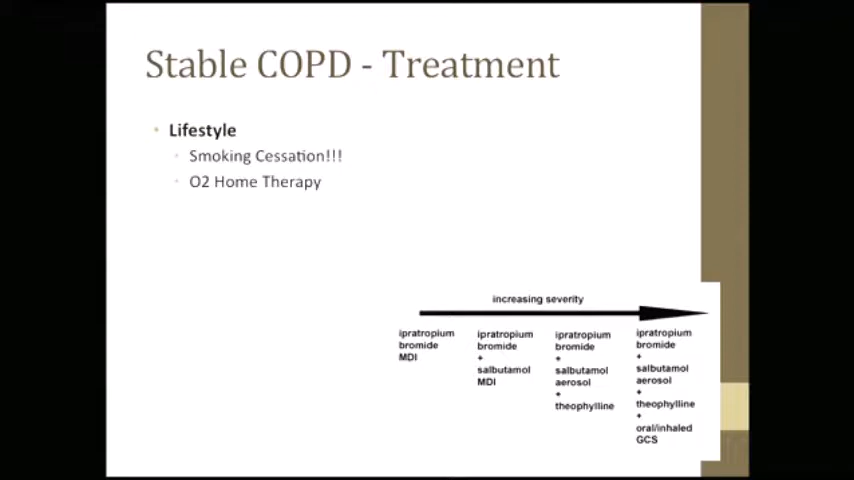 Stable COPD - Treatment
• Lifestyle
• Smoking Cessation!!!
• O2 Home Therapy
increasing severity
ipratropium
bromide
MDI
ipratropium
bromide
+
salbutamol
MDI
ipratropium
bromide
+
salbutamol
aerosol
+
theophylline
ipratropium
bromide
+
salbutamol
aerosol
+
theophylline
+
oral/inhaled
GCS